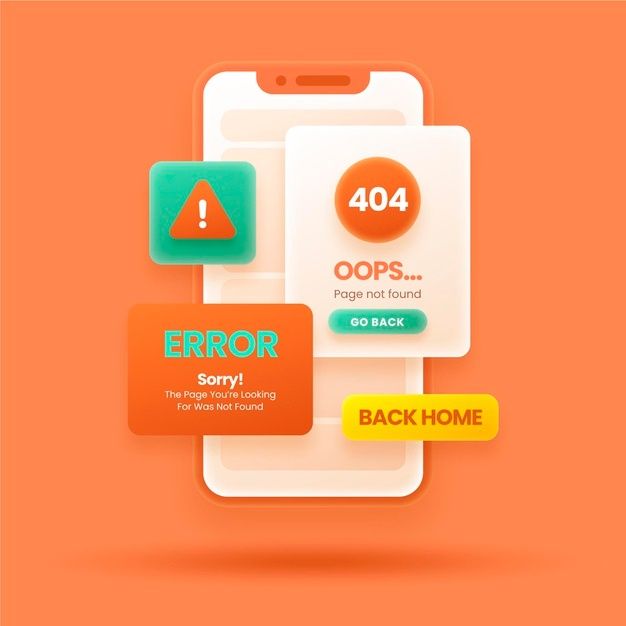 404
OOPS...
Page not found
GO BACK
ERROR
Sorry!
The Page You're Looking
For Was Not Found
BACK HOME